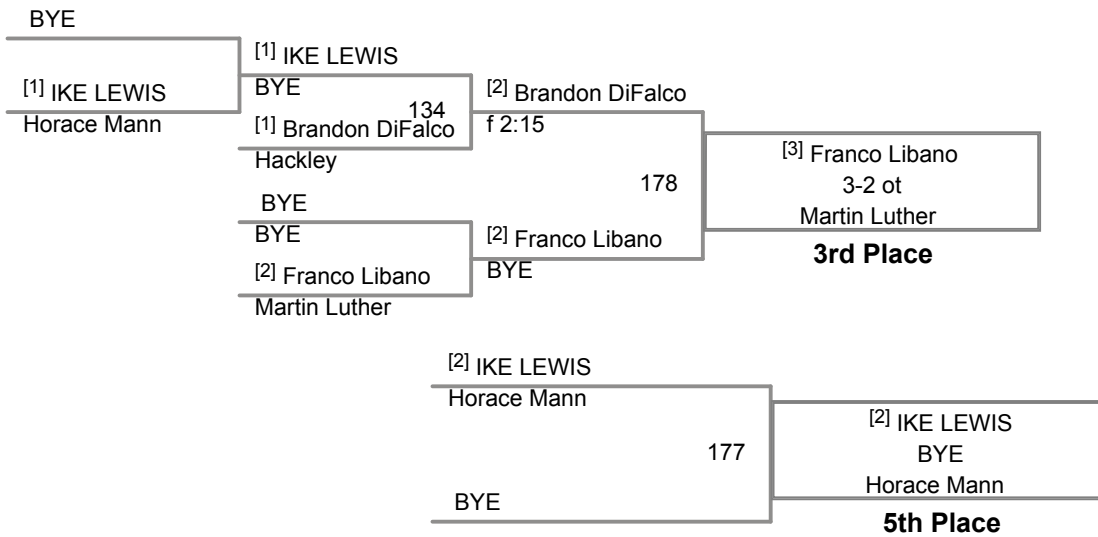 BYE
[1] IKE LEWIS
Horace Mann
[1] IKE LEWIS
BYE
134
[1] Brandon DiFalco
Hackley
BYE
BYE
[2] Franco Libano
Martin Luther
[2] Brandon DiFalco
f 2:15
178
[2] Franco Libano
BYE
[3] Franco Libano
3-2 ot
Martin Luther
3rd Place
[2] IKE LEWIS
Horace Mann
177
BYE
[2] IKE LEWIS
BYE
Horace Mann
5th Place